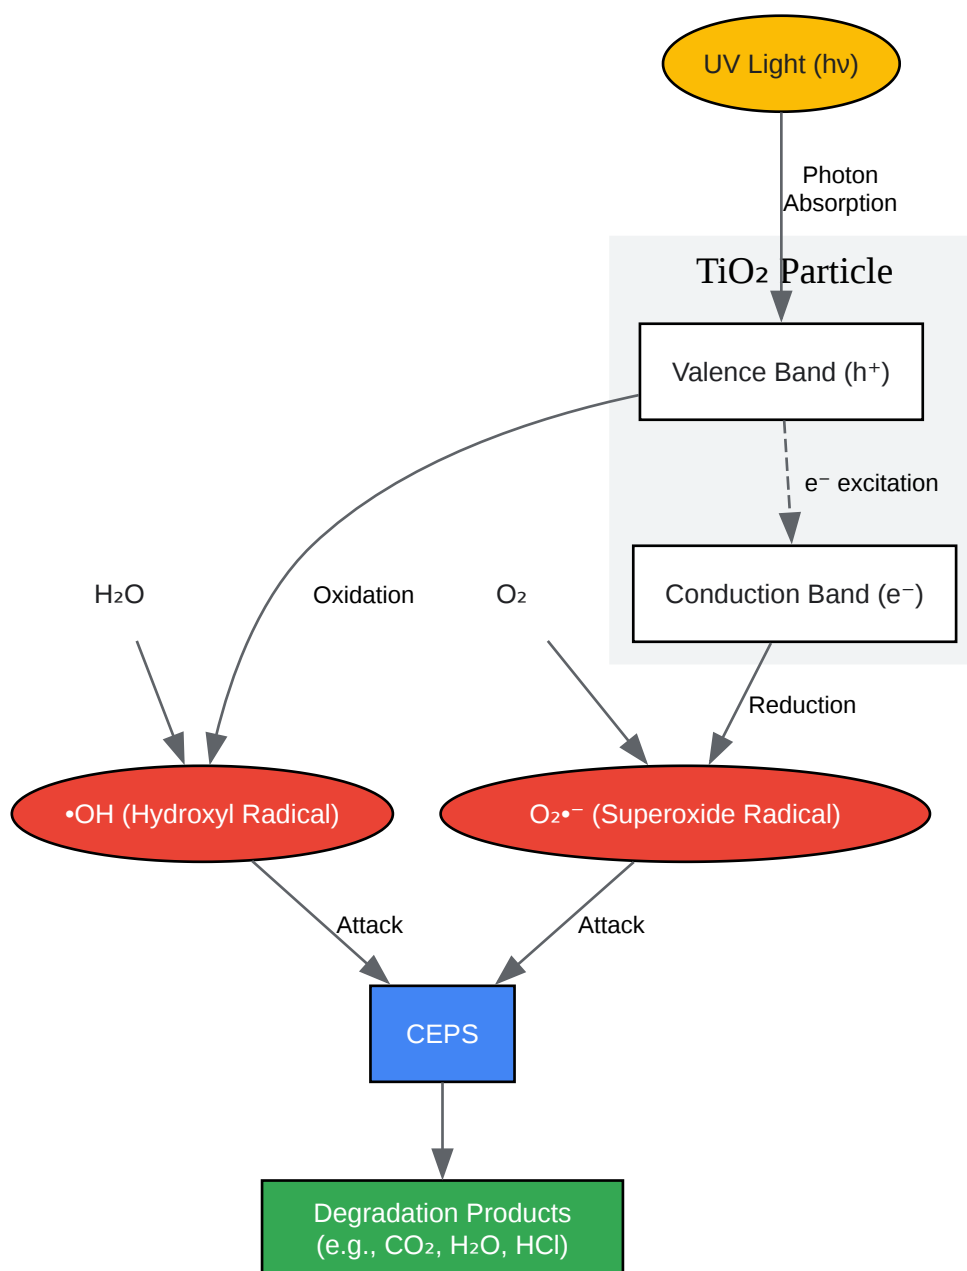 UV Light (hν)
Photon
Absorption
TiO₂ Particle
Valence Band (h⁺)
e⁻ excitation
H₂O
Oxidation
O₂
Conduction Band (e⁻)
Reduction
•OH (Hydroxyl Radical)
O₂•⁻ (Superoxide Radical)
Attack
Attack
CEPS
Degradation Products
(e.g., CO₂, H₂O, HCl)